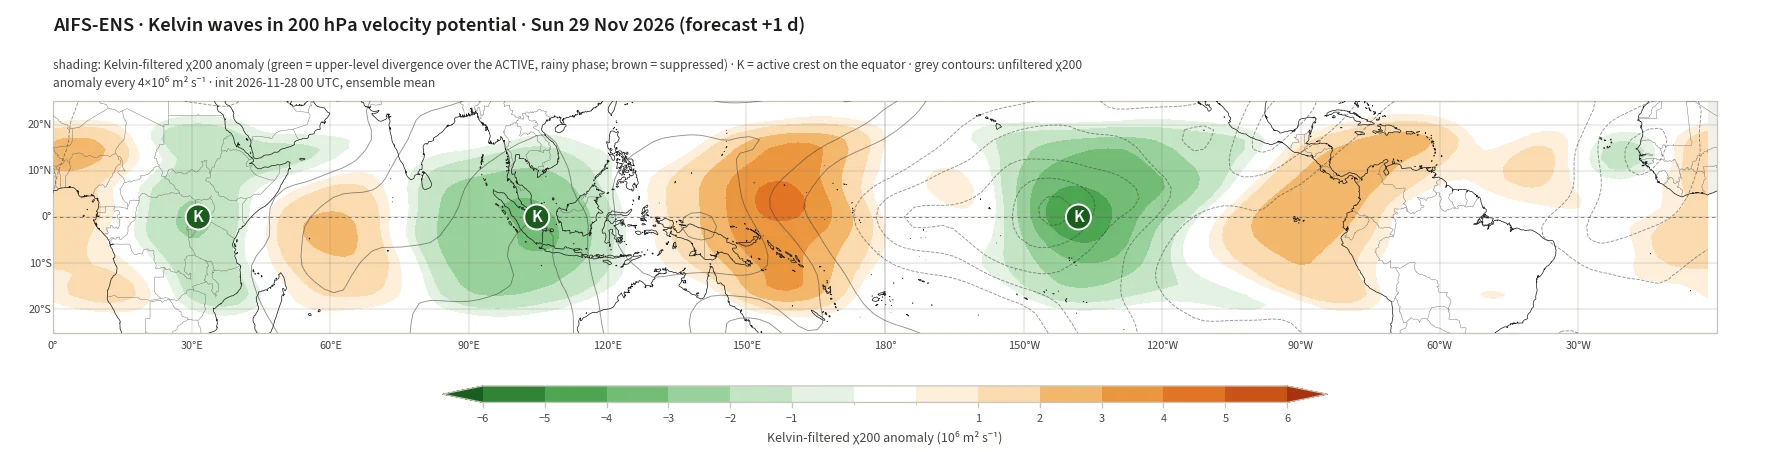 AIFS-ENS · Kelvin waves in 200 hPa velocity potential · Sun 29 Nov 2026 (forecast +1 d)
shading: Kelvin-filtered χ200 anomaly (green = upper-level divergence over the ACTIVE, rainy phase; brown = suppressed) · K = active crest on the equator · grey contours: unfiltered χ200
anomaly every 4×10⁶ m² s⁻¹ · init 2026-11-28 00 UTC, ensemble mean
20°N
10°N
0°
10°S
20°S
K K K
0° 30°E 60°E 90°E 120°E 150°E 180° 150°W 120°W 90°W 60°W 30°W
−6 −5 −4 −3 −2 −1 1 2 3 4 5 6
Kelvin-filtered χ200 anomaly (10⁶ m² s⁻¹)